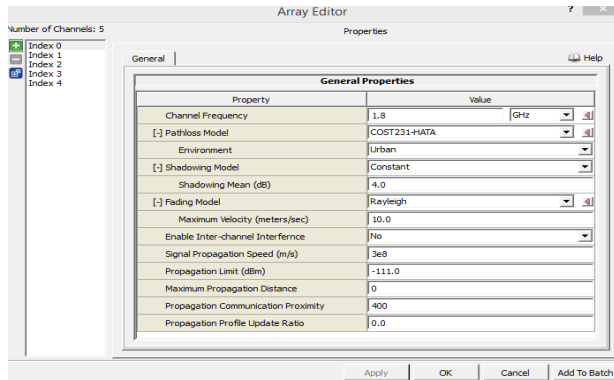 Array Editor
?
Number of Channels: 5
Properties
Index 0
Index 1
Index 2
Index 3
Index 4
General
Help
General Properties
Property Value
Channel Frequency 1.8 GHz
[-] Pathloss Model COST231-HATA
Environment Urban
[-] Shadowing Model Constant
Shadowing Mean (dB) 4.0
[-] Fading Model Rayleigh
Maximum Velocity (meters/sec) 10.0
Enable Inter-channel Interfernce No
Signal Propagation Speed (m/s) 3e8
Propagation Limit (dBm) -111.0
Maximum Propagation Distance 0
Propagation Communication Proximity 400
Propagation Profile Update Ratio 0.0
Apply OK Cancel Add To Batch